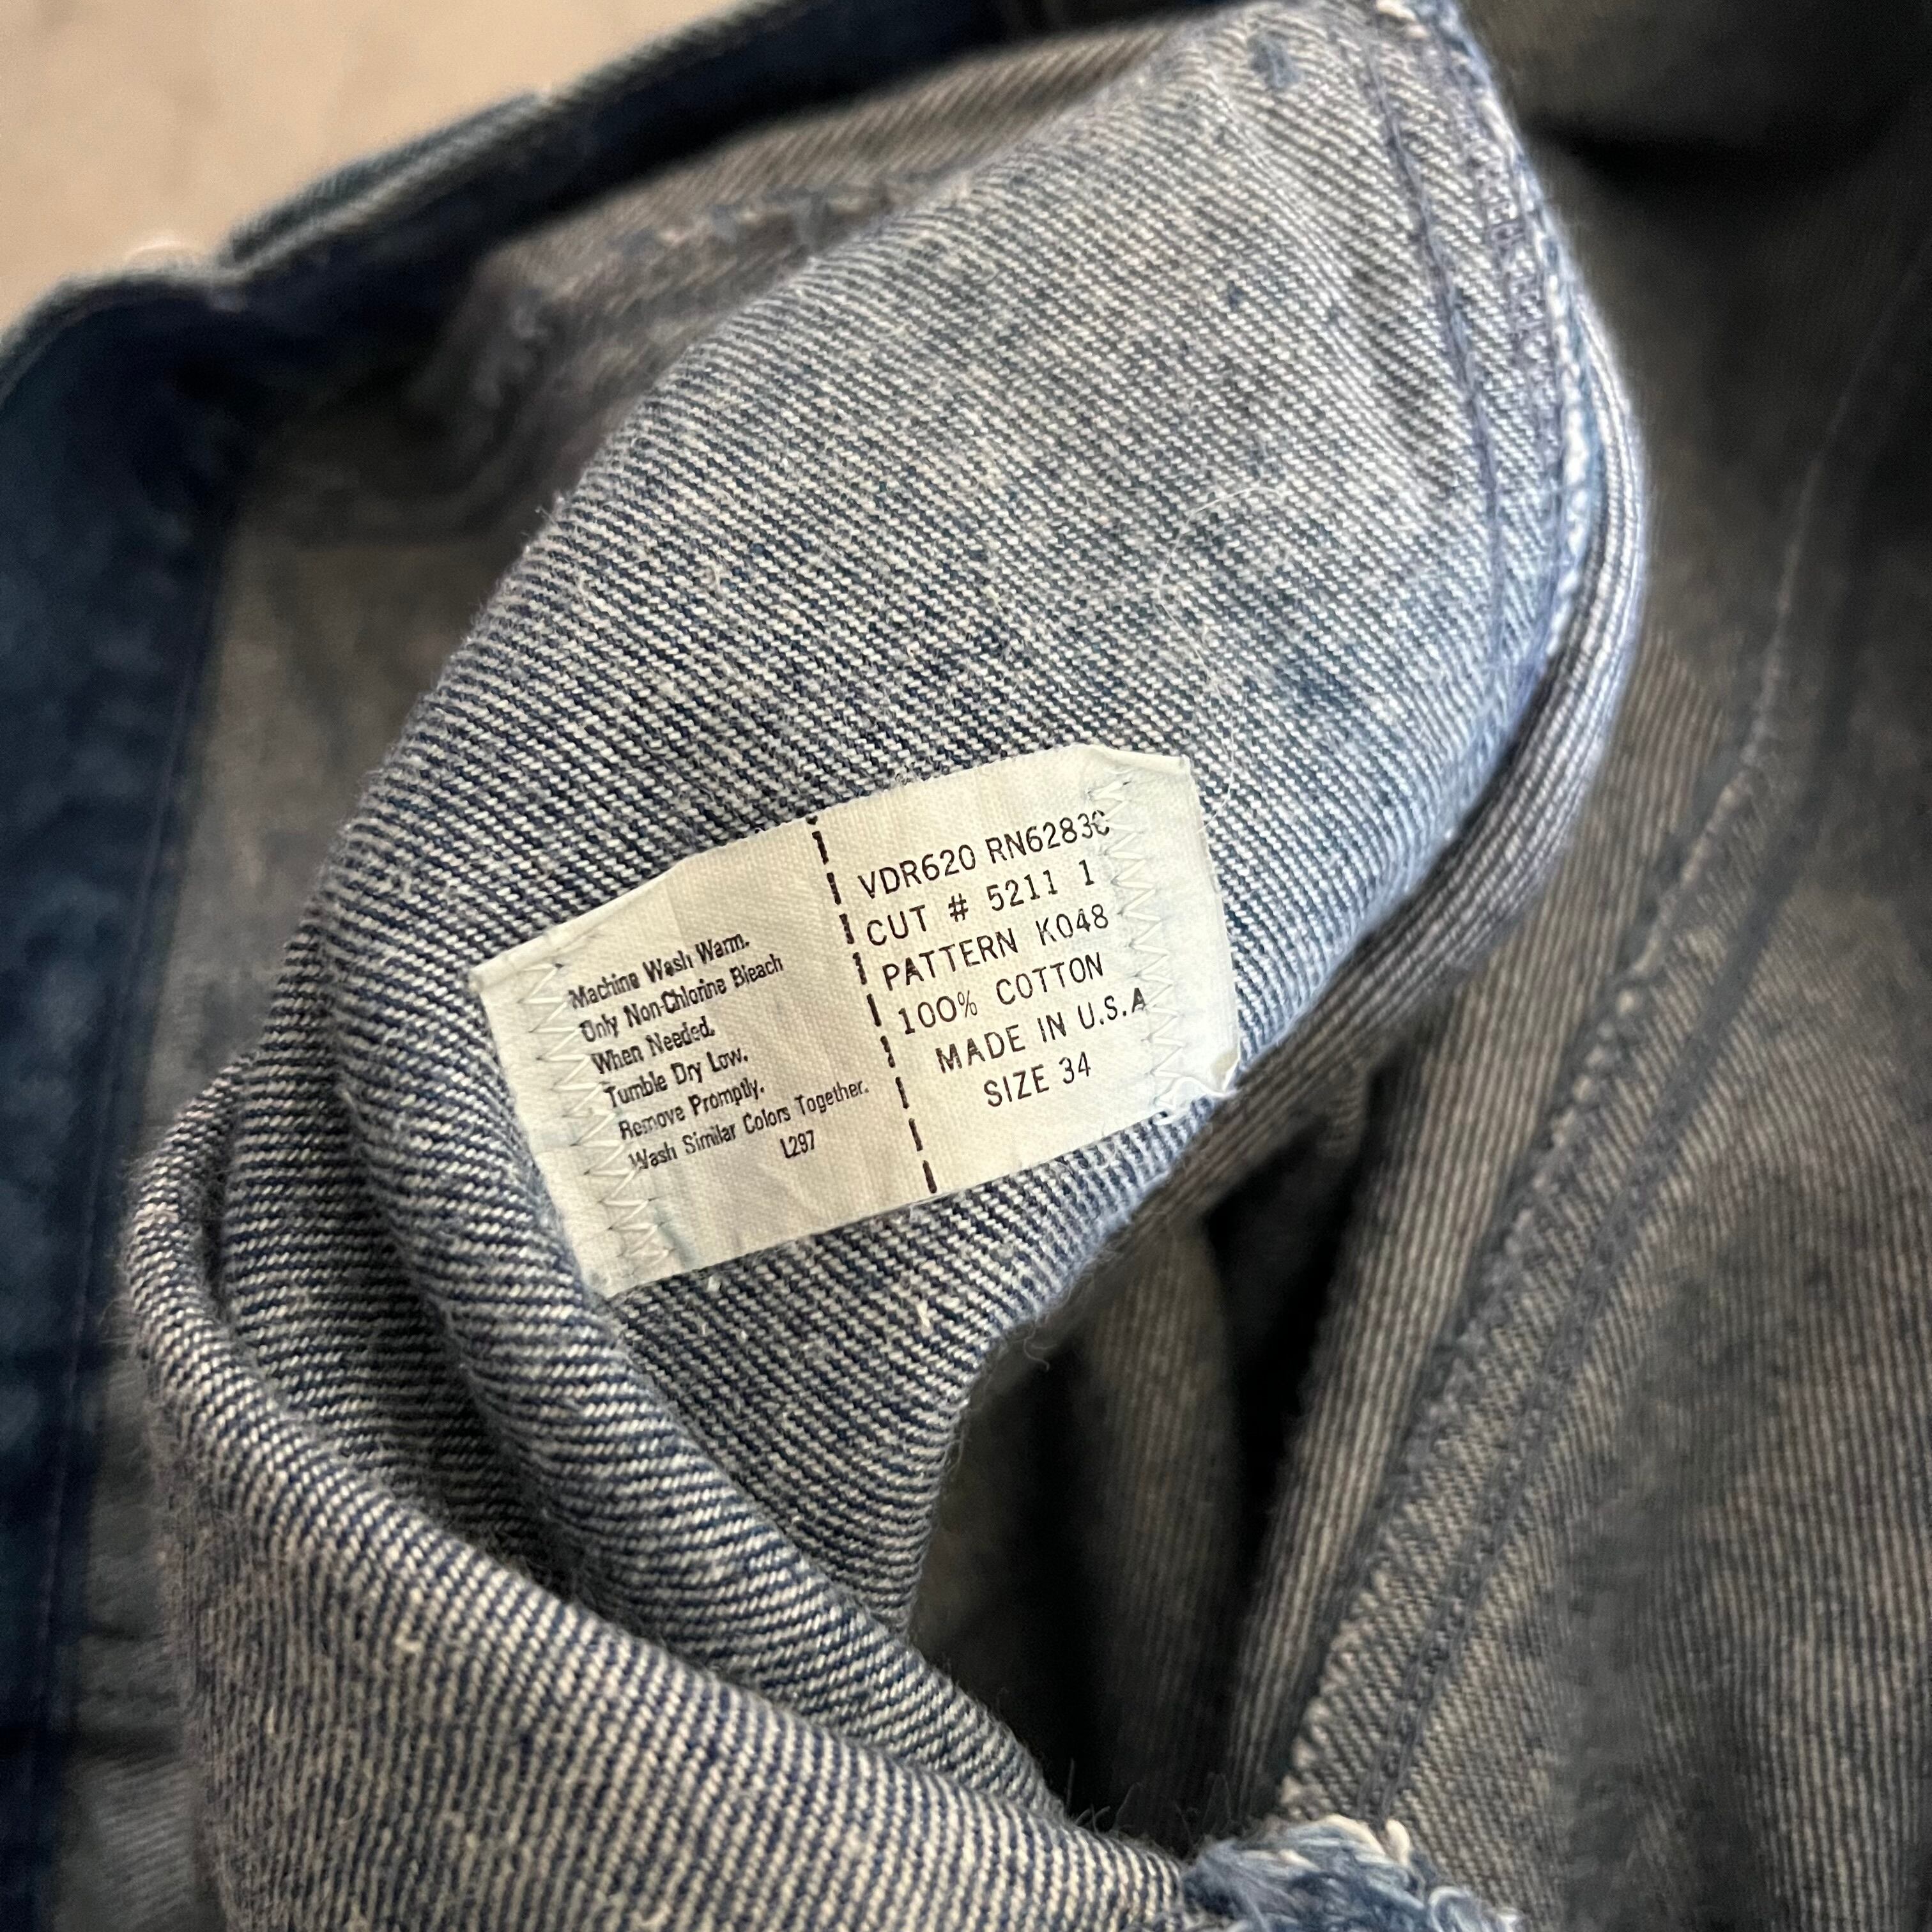 Machine Wash Warm.
Only Non-Chlorine Bleach
When Needed.
Tumble Dry Low.
Remove Promptly.
Wash Similar Colors Together.
L297
VDR620
CUT # 5211 1
PATTERN K048
100% COTTON
MADE IN U.S.A
SIZE 34